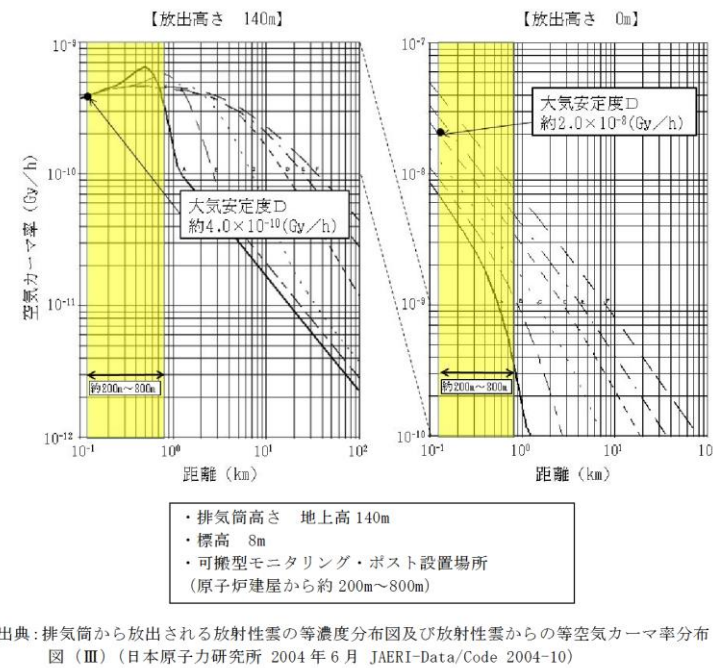 【放出高さ 140m】
【放出高さ 0m】
空気カーマ率 (Gy/h)
10⁻⁹
10⁻¹⁰
10⁻¹¹
10⁻¹²
大気安定度D
約4.0×10⁻¹⁰(Gy/h)
約200m~800m
10⁻¹
10⁰
10¹
10²
距離 (km)
10⁻⁷
10⁻⁸
10⁻⁹
10⁻¹⁰
大気安定度D
約2.0×10⁻⁸(Gy/h)
約200m~800m
10⁻¹
10⁰
10¹
距離 (km)
・排気筒高さ 地上高140m
・標高 8m
・可搬型モニタリング・ポスト設置場所
(原子炉建屋から約200m~800m)
出典:排気筒から放出される放射性雲の等濃度分布図及び放射性雲からの等空気カーマ率分布
図(Ⅲ)(日本原子力研究所 2004年6月 JAERI-Data/Code 2004-10)